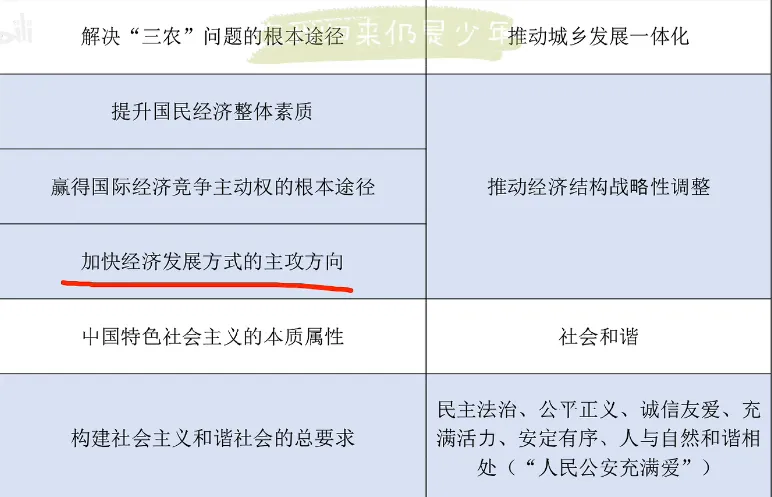 解决“三农”问题的根本途径
推动城乡发展一体化
提升国民经济整体素质
赢得国际经济竞争主动权的根本途径
推动经济结构战略性调整
加快经济发展方式的主攻方向
中国特色社会主义的本质属性
社会和谐
构建社会主义和谐社会的总要求
民主法治、公平正义、诚信友爱、充
满活力、安定有序、人与自然和谐相
处（“人民公安充满爱”）
来仍是少年